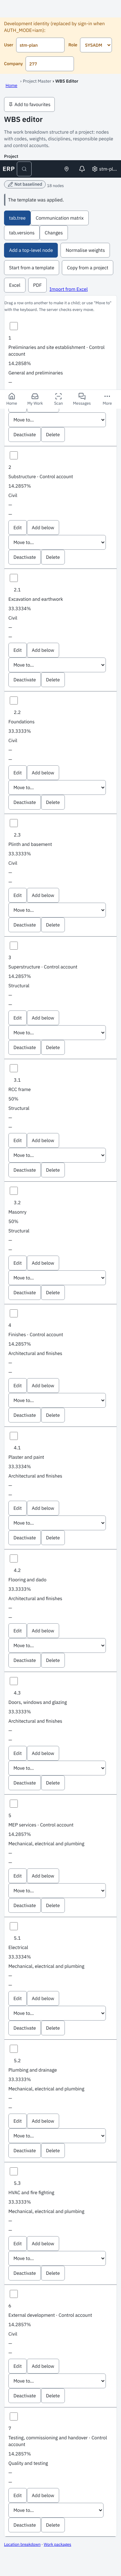 Development identity (replaced by sign-in when AUTH_MODE=iam):
User
stm-plan
Role
SYSADM
Company
277
Home
› Project Master › WBS Editor
Add to favourites
WBS editor
The work breakdown structure of a project: nodes with codes, weights, disciplines, responsible people and control accounts.
Project
ERP
stm-pl…
Not baselined
18 nodes
The template was applied.
tab.tree
Communication matrix
tab.versions
Changes
Add a top-level node
Normalise weights
Start from a template
Copy from a project
Excel
PDF
Import from Excel
Drag a row onto another to make it a child; or use "Move to" with the keyboard. The server checks every move.
1
Preliminaries and site establishment · Control account
14.2858%
General and preliminaries
—
Home
My Work
Scan
Messages
More
Move to…
Deactivate
Delete
2
Substructure · Control account
14.2857%
Civil
—
—
Edit
Add below
Move to…
Deactivate
Delete
2.1
Excavation and earthwork
33.3334%
Civil
—
—
Edit
Add below
Move to…
Deactivate
Delete
2.2
Foundations
33.3333%
Civil
—
—
Edit
Add below
Move to…
Deactivate
Delete
2.3
Plinth and basement
33.3333%
Civil
—
—
Edit
Add below
Move to…
Deactivate
Delete
3
Superstructure · Control account
14.2857%
Structural
—
—
Edit
Add below
Move to…
Deactivate
Delete
3.1
RCC frame
50%
Structural
—
—
Edit
Add below
Move to…
Deactivate
Delete
3.2
Masonry
50%
Structural
—
—
Edit
Add below
Move to…
Deactivate
Delete
4
Finishes · Control account
14.2857%
Architectural and finishes
—
—
Edit
Add below
Move to…
Deactivate
Delete
4.1
Plaster and paint
33.3334%
Architectural and finishes
—
—
Edit
Add below
Move to…
Deactivate
Delete
4.2
Flooring and dado
33.3333%
Architectural and finishes
—
—
Edit
Add below
Move to…
Deactivate
Delete
4.3
Doors, windows and glazing
33.3333%
Architectural and finishes
—
—
Edit
Add below
Move to…
Deactivate
Delete
5
MEP services · Control account
14.2857%
Mechanical, electrical and plumbing
—
—
Edit
Add below
Move to…
Deactivate
Delete
5.1
Electrical
33.3334%
Mechanical, electrical and plumbing
—
—
Edit
Add below
Move to…
Deactivate
Delete
5.2
Plumbing and drainage
33.3333%
Mechanical, electrical and plumbing
—
—
Edit
Add below
Move to…
Deactivate
Delete
5.3
HVAC and fire fighting
33.3333%
Mechanical, electrical and plumbing
—
—
Edit
Add below
Move to…
Deactivate
Delete
6
External development · Control account
14.2857%
Civil
—
—
Edit
Add below
Move to…
Deactivate
Delete
7
Testing, commissioning and handover · Control account
14.2857%
Quality and testing
—
—
Edit
Add below
Move to…
Deactivate
Delete
Location breakdown · Work packages